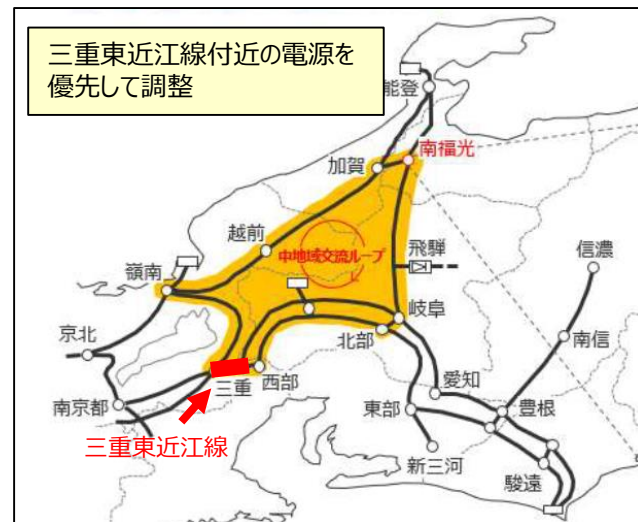 三重東近江線付近の電源を
優先して調整
能登
加賀
南福光
越前
中地域交流ループ
飛騨
信濃
嶺南
岐阜
京北
北部
南信
三重
西部
愛知
南京都
東部
豊根
三重東近江線
新三河
駿遠